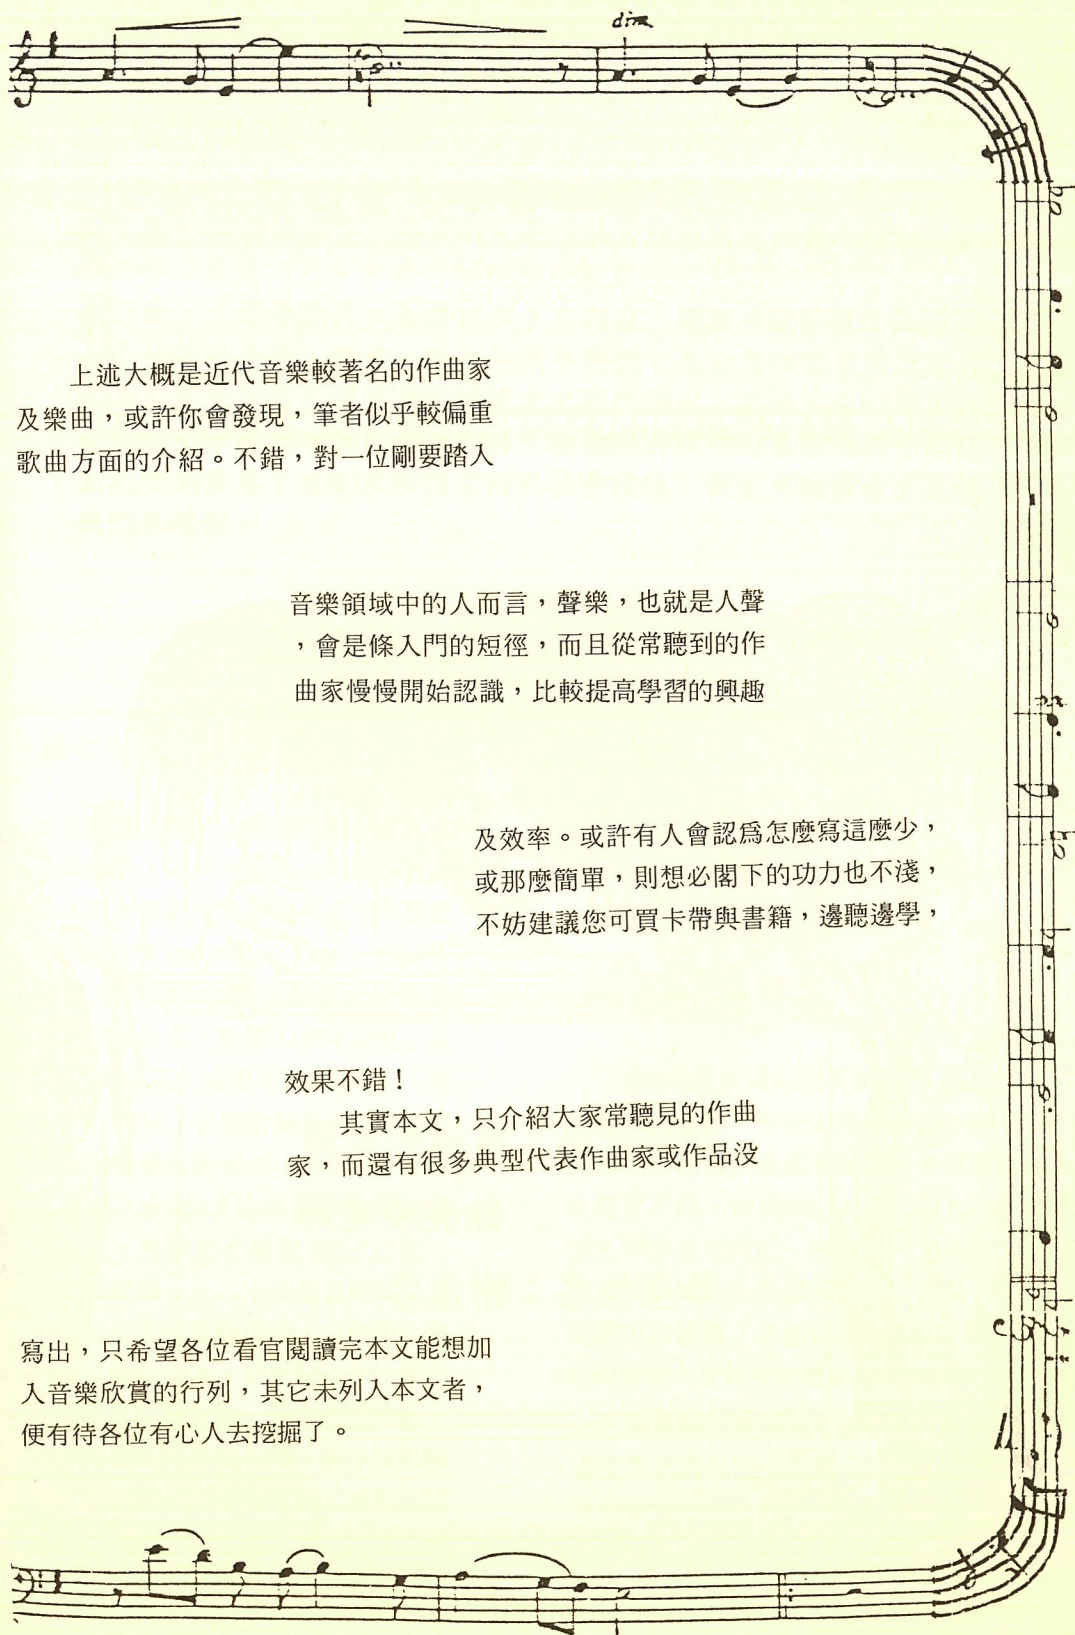 dim
上述大概是近代音樂較著名的作曲家
及樂曲，或許你會發現，筆者似乎較偏重
歌曲方面的介紹。不錯，對一位剛要踏入
音樂領域中的人而言，聲樂，也就是人聲
，會是條入門的短徑，而且從常聽到的作
曲家慢慢開始認識，比較提高學習的興趣
及效率。或許有人會認爲怎麼寫這麼少，
或那麼簡單，則想必閣下的功力也不淺，
不妨建議您可買卡帶與書籍，邊聽邊學，
效果不錯！
其實本文，只介紹大家常聽見的作曲
家，而還有很多典型代表作曲家或作品没
寫出，只希望各位看官閱讀完本文能想加
入音樂欣賞的行列，其它未列入本文者，
便有待各位有心人去挖掘了。